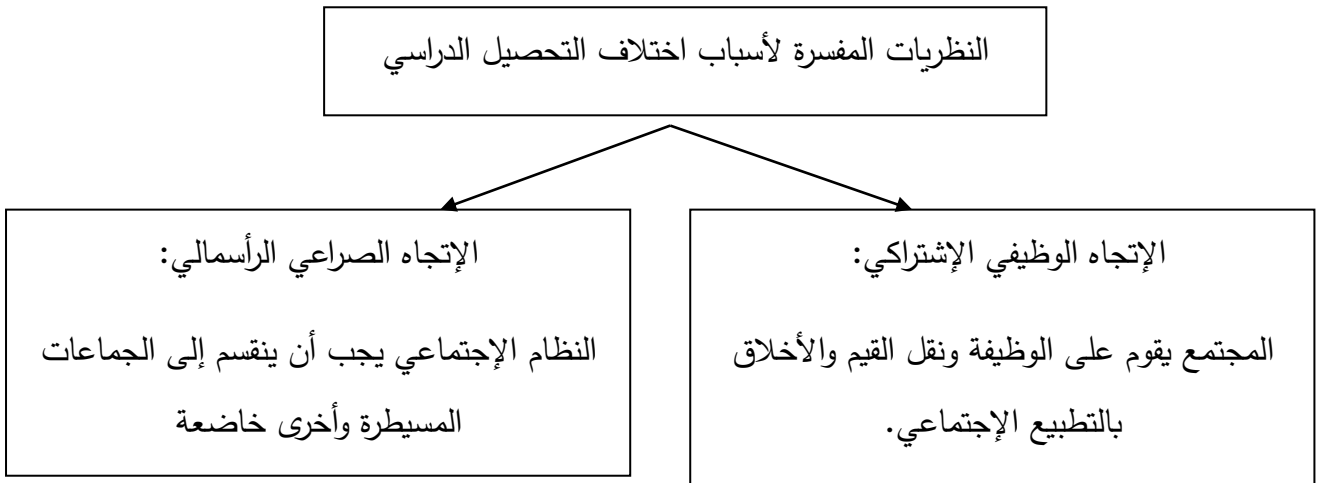 النظريات المفسرة لأسباب اختلاف التحصيل الدراسي
الإتجاه الوظيفي الإشتراكي:
المجتمع يقوم على الوظيفة ونقل القيم والأخلاق
بالتطبيع الإجتماعي.
الإتجاه الصراعي الرأسمالي:
النظام الإجتماعي يجب أن ينقسم إلى الجماعات
المسيطرة وأخرى خاضعة